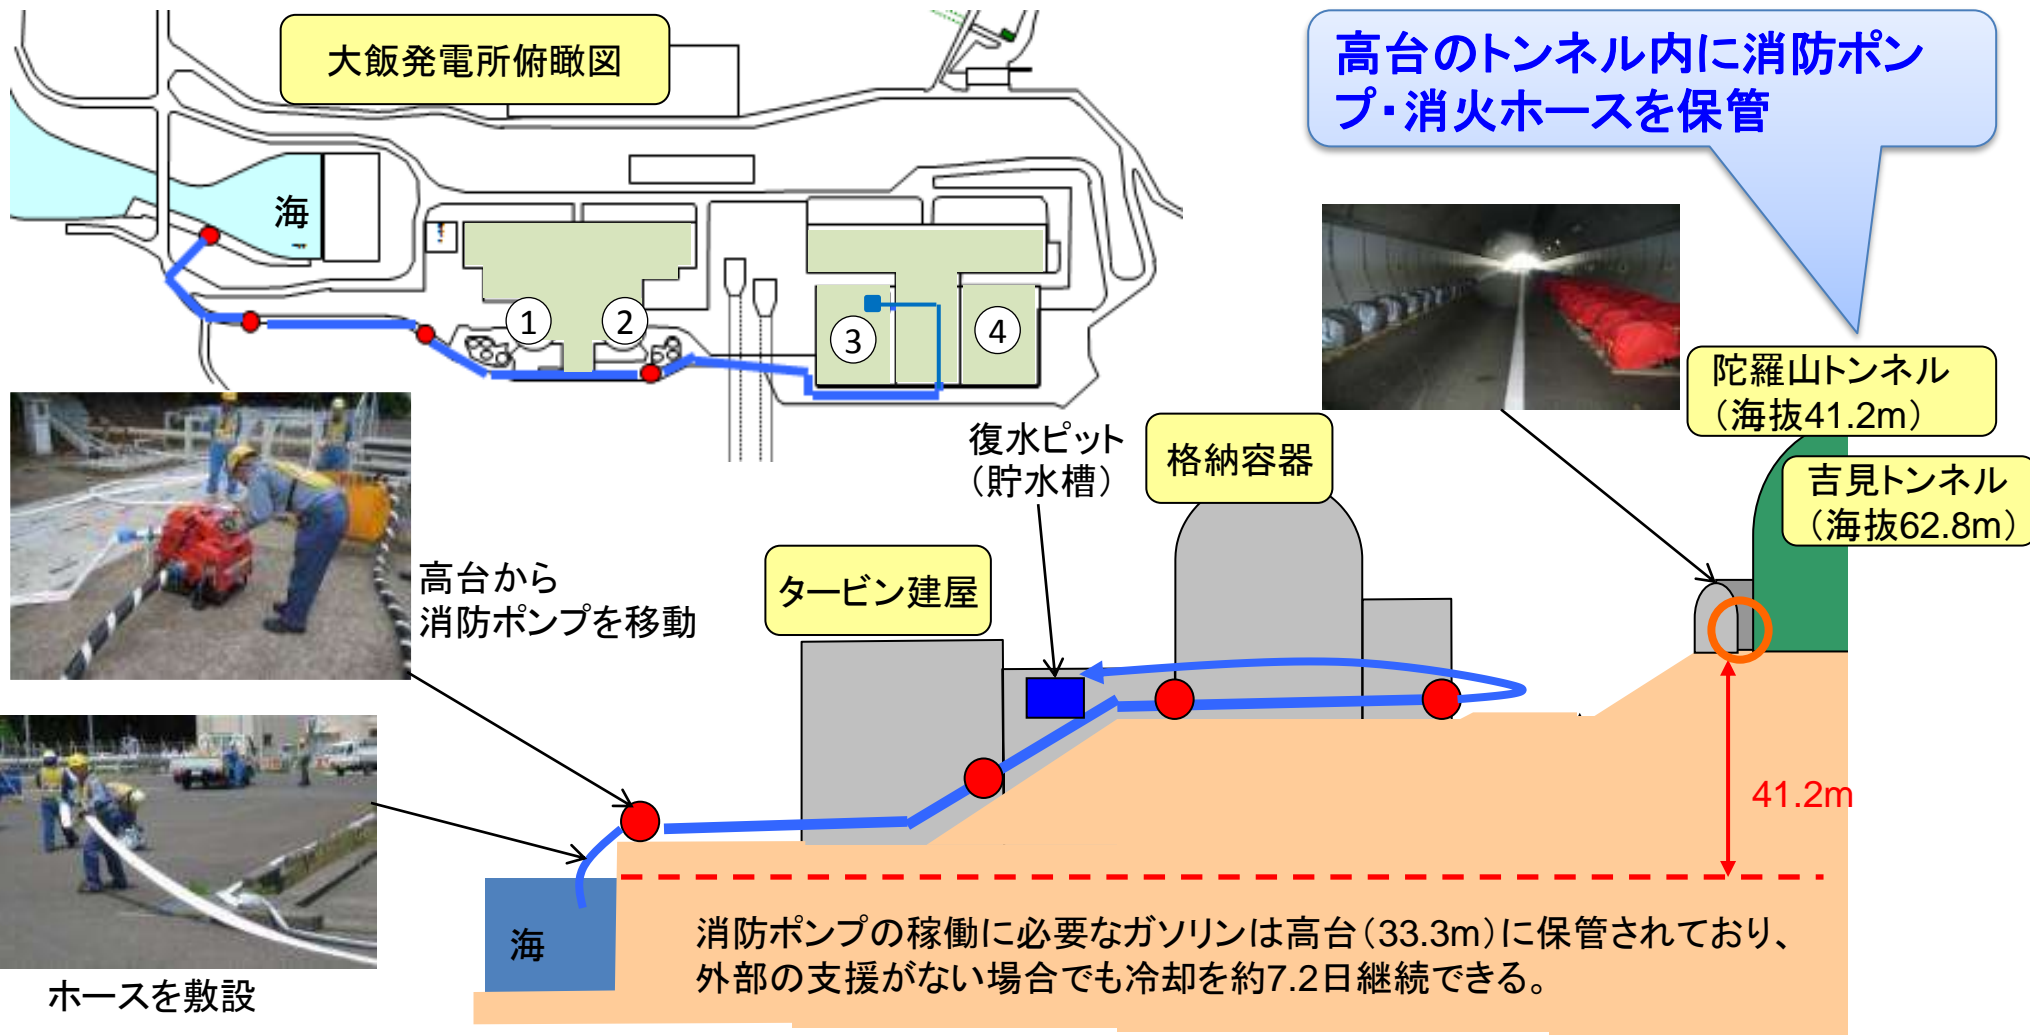 大飯発電所俯瞰図
高台のトンネル内に消防ポン
プ・消火ホースを保管
海
①
②
③
④
陀羅山トンネル
（海抜41.2m）
吉見トンネル
（海抜62.8m）
復水ピット
（貯水槽）
格納容器
タービン建屋
高台から
消防ポンプを移動
41.2m
海
消防ポンプの稼働に必要なガソリンは高台（33.3m）に保管されており、
外部の支援がない場合でも冷却を約7.2日継続できる。
ホースを敷設